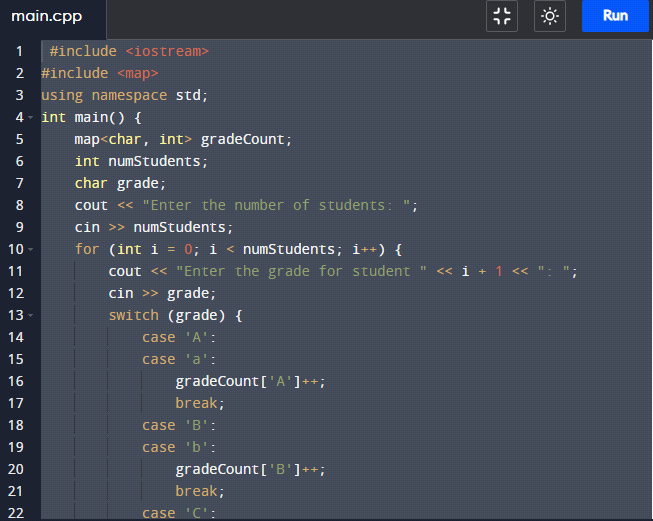 main.cpp
Run
1 #include <iostream>
2 #include <map>
3 using namespace std;
4 int main() {
5 map<char, int> gradeCount;
6 int numStudents;
7 char grade;
8 cout << "Enter the number of students: ";
9 cin >> numStudents;
10 for (int i = 0; i < numStudents; i++) {
11 cout << "Enter the grade for student " << i + 1 << ": ";
12 cin >> grade;
13 switch (grade) {
14 case 'A':
15 case 'a':
16 gradeCount['A']++;
17 break;
18 case 'B':
19 case 'b':
20 gradeCount['B']++;
21 break;
22 case 'C':